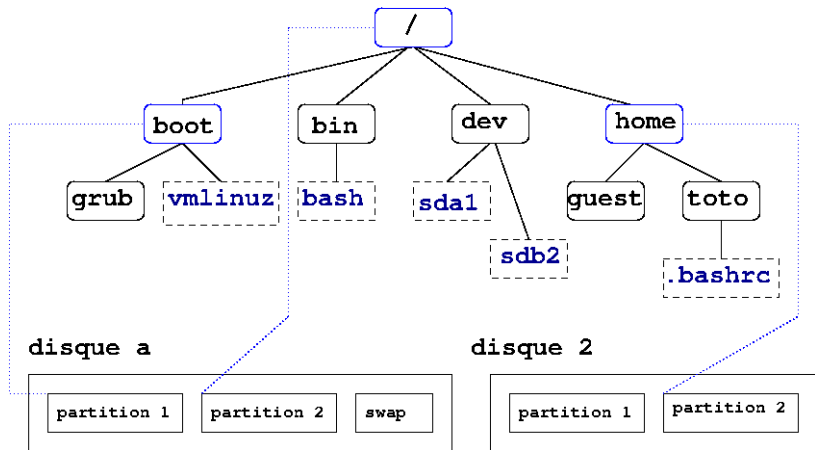 /
boot
bin
dev
home
grub
vmlinuz
bash
sda1
guest
toto
sdb2
.bashrc
disque a
disque 2
partition 1
partition 2
swap
partition 1
partition 2